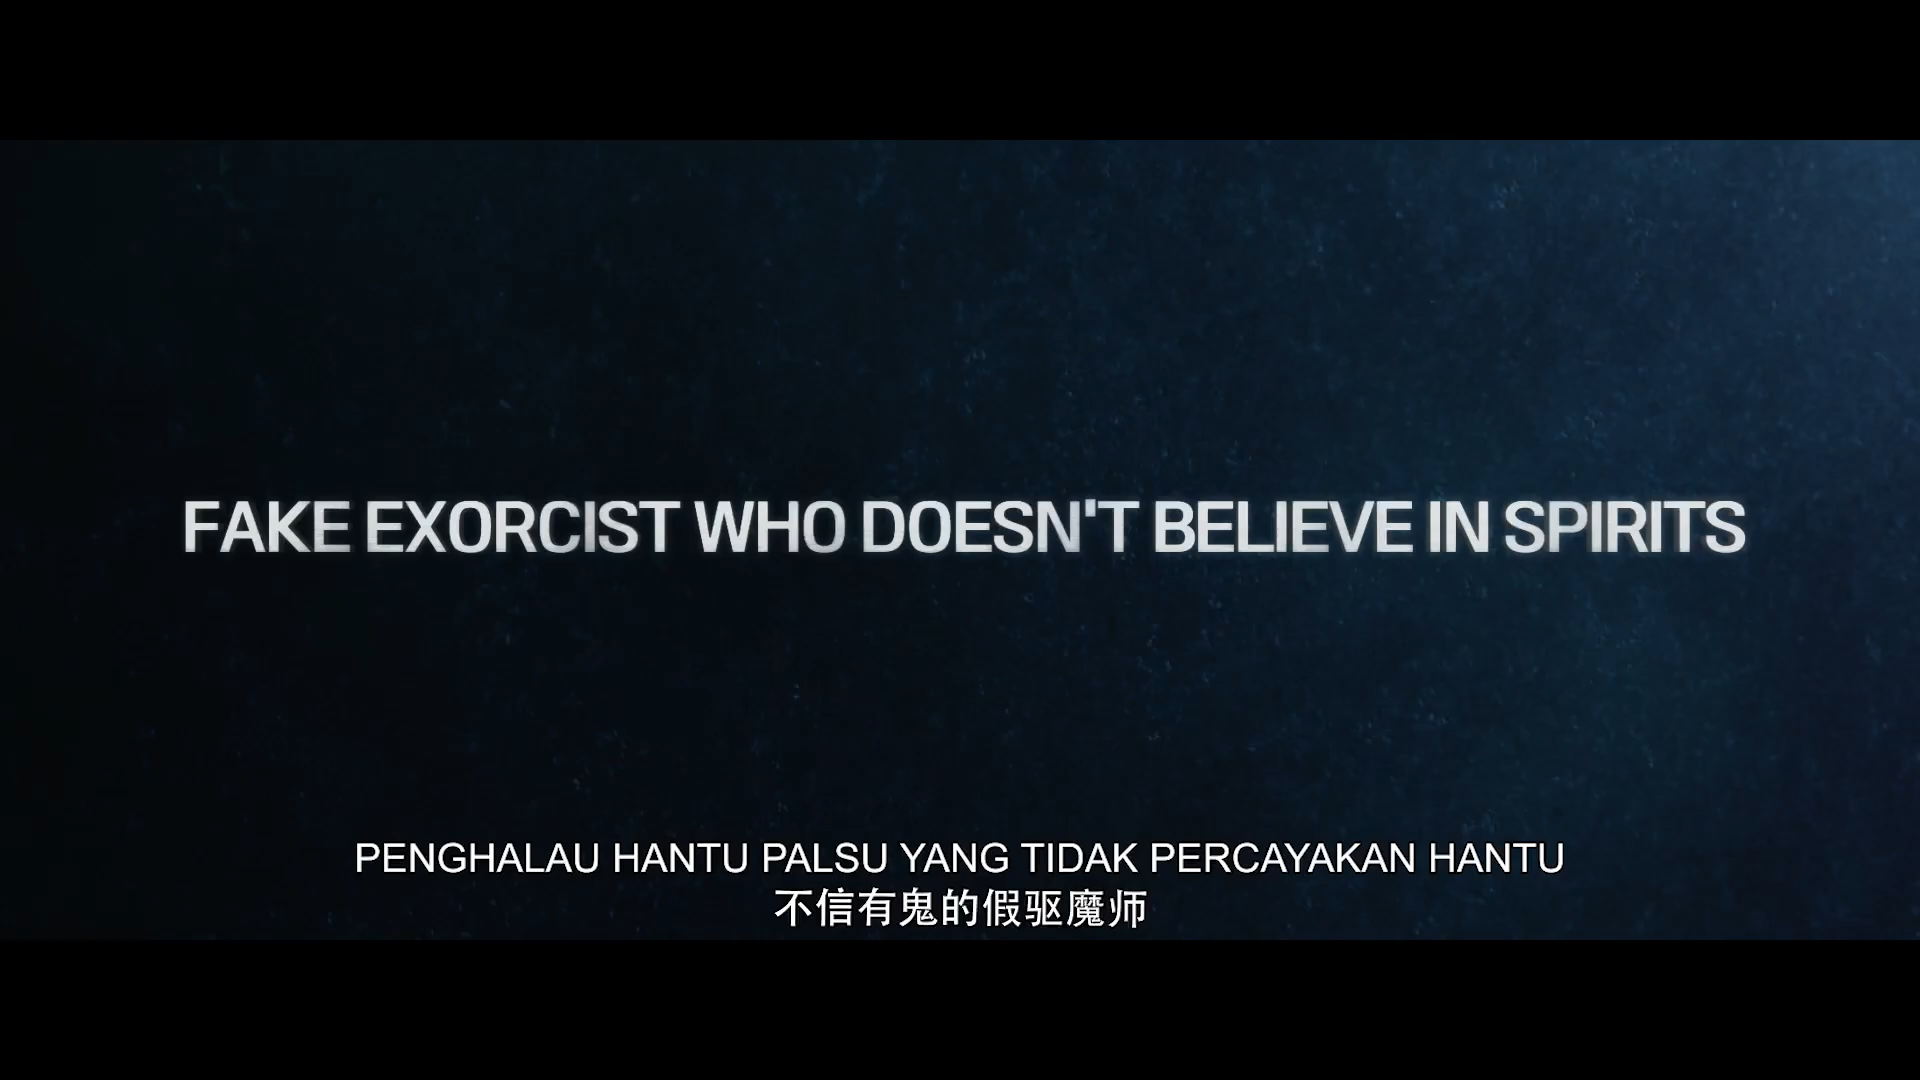 FAKE EXORCIST WHO DOESN'T BELIEVE IN SPIRITS
PENGHALAU HANTU PALSU YANG TIDAK PERCAYAKAN HANTU
不信有鬼的假驱魔师